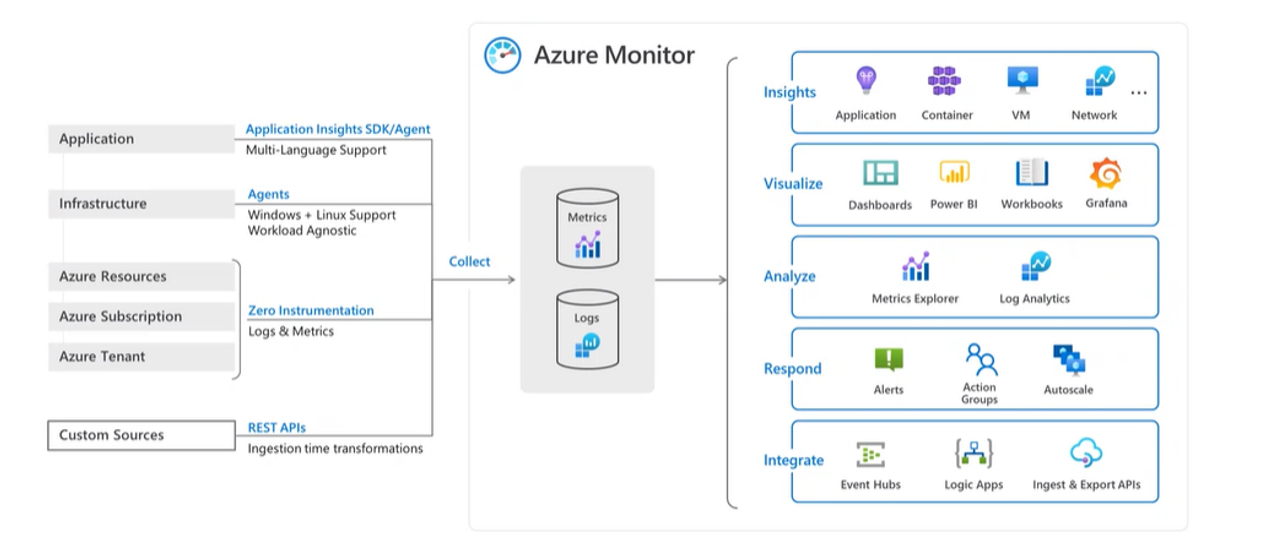 Azure Monitor
Application
Application Insights SDK/Agent
Multi-Language Support
Infrastructure
Agents
Windows + Linux Support
Workload Agnostic
Azure Resources
Azure Subscription
Azure Tenant
Zero Instrumentation
Logs & Metrics
Custom Sources
REST APIs
Ingestion time transformations
Collect
Metrics
Logs
Insights
Application
Container
VM
Network
...
Visualize
Dashboards
Power BI
Workbooks
Grafana
Analyze
Metrics Explorer
Log Analytics
Respond
Alerts
Action
Groups
Autoscale
Integrate
Event Hubs
Logic Apps
Ingest & Export APIs